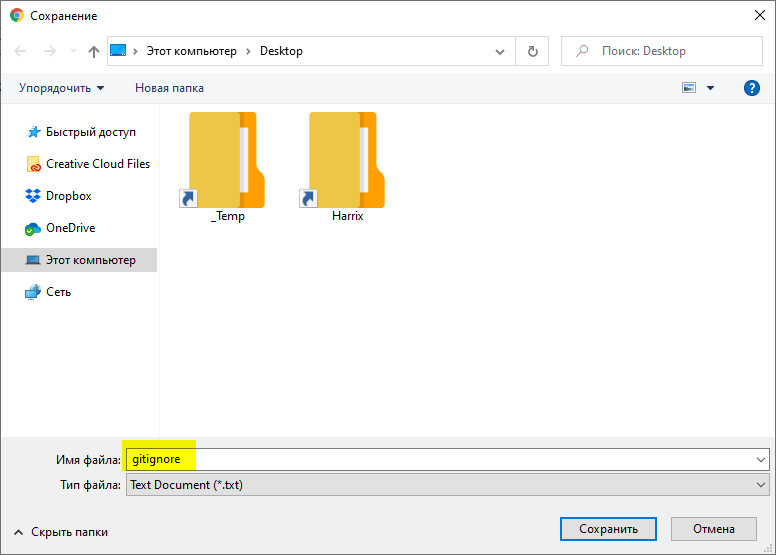 Сохранение
Этот компьютер Desktop
Поиск: Desktop
Упорядочить Новая папка
?
Быстрый доступ
Creative Cloud Files
Dropbox
OneDrive
Этот компьютер
Сеть
_Temp Harrix
Имя файла: gitignore
Тип файла: Text Document (*.txt)
Скрыть папки Сохранить Отмена